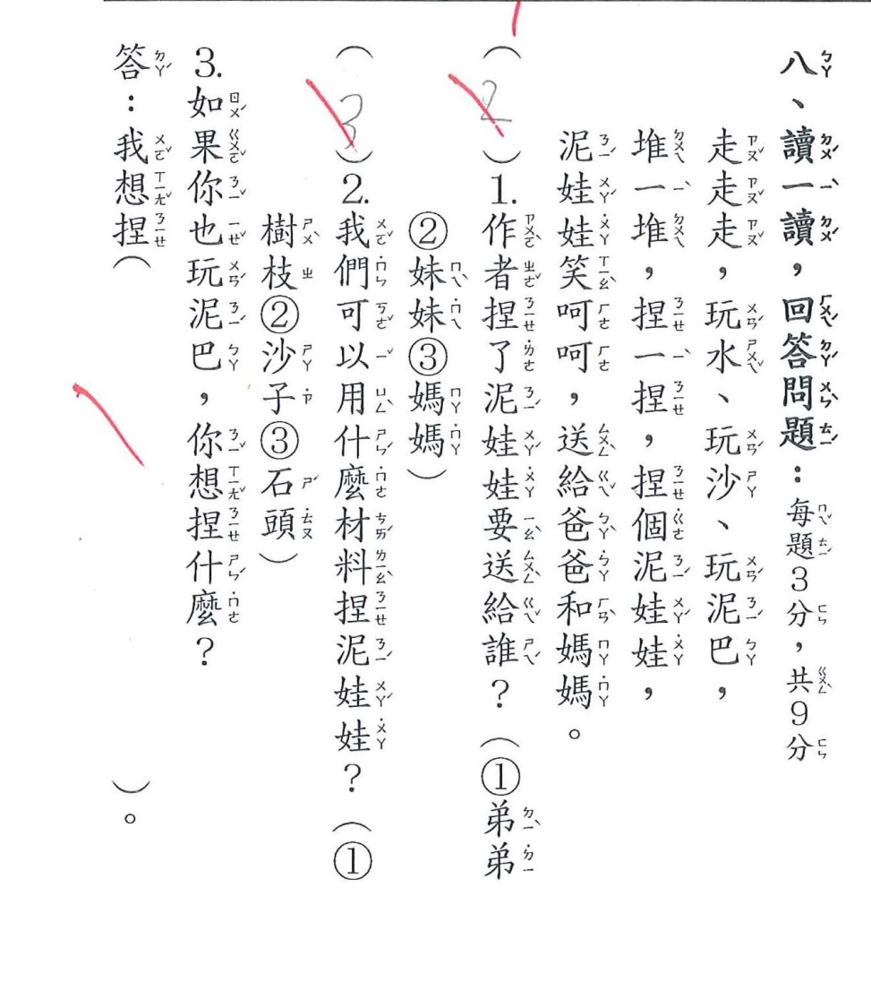 八、讀一讀，回答問題：每題3分，共9分
走走走，玩水、玩沙、玩泥巴，
堆一堆，捏一捏，捏個泥娃娃，
泥娃娃笑呵呵，送給爸爸和媽媽。
（2）1.作者捏了泥娃娃要送給誰？（①弟弟
②妹妹③媽媽）
（3）2.我們可以用什麼材料捏泥娃娃？（①
樹枝②沙子③石頭）
3.如果你也玩泥巴，你想捏什麼？
答：我想捏（　　　　　　　　）。